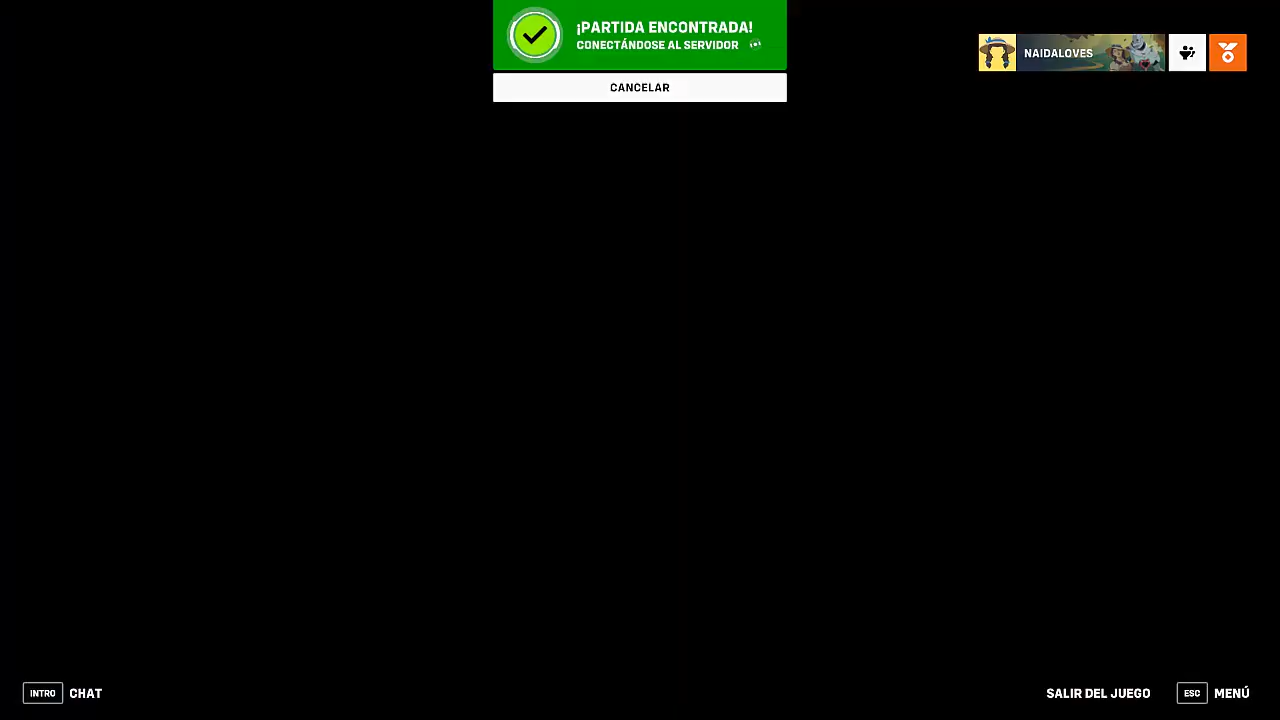 ¡PARTIDA ENCONTRADA!
CONECTÁNDOSE AL SERVIDOR
CANCELAR
NAIDALOVES
INTRO CHAT
SALIR DEL JUEGO ESC MENÚ